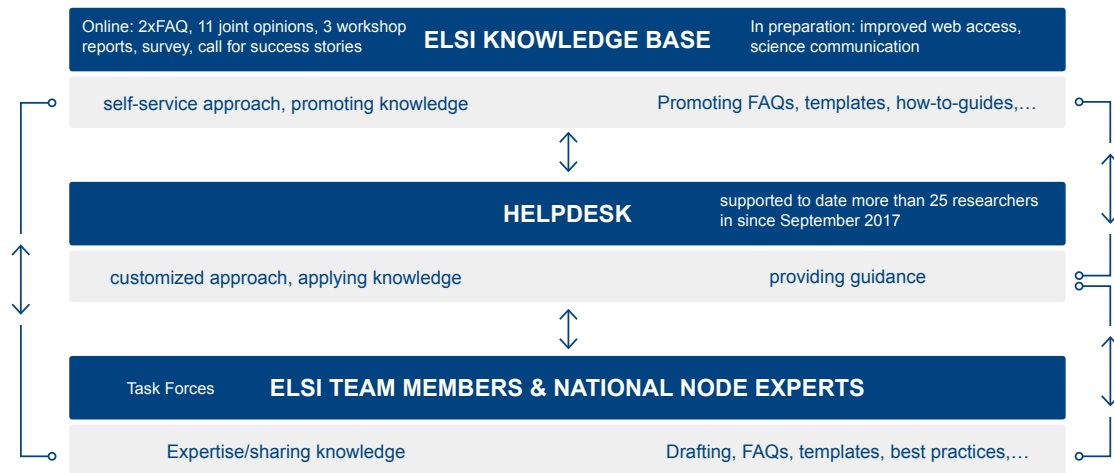 Online: 2xFAQ, 11 joint opinions, 3 workshop
reports, survey, call for success stories
ELSI KNOWLEDGE BASE
In preparation: improved web access,
science communication
self-service approach, promoting knowledge
Promoting FAQs, templates, how-to-guides,…
HELPDESK
supported to date more than 25 researchers
in since September 2017
customized approach, applying knowledge
providing guidance
Task Forces
ELSI TEAM MEMBERS & NATIONAL NODE EXPERTS
Expertise/sharing knowledge
Drafting, FAQs, templates, best practices,…